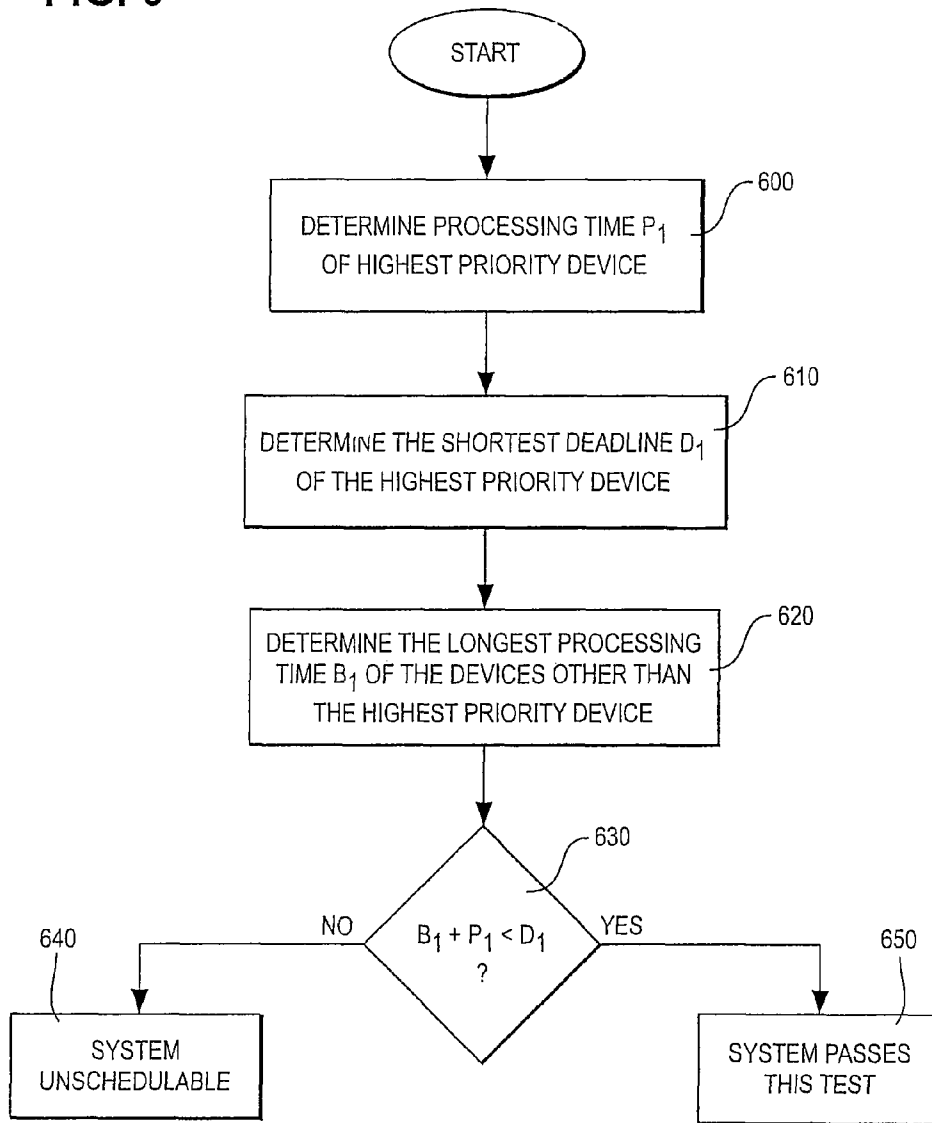 START
600
DETERMINE PROCESSING TIME P1
OF HIGHEST PRIORITY DEVICE
610
DETERMINE THE SHORTEST DEADLINE D1
OF THE HIGHEST PRIORITY DEVICE
620
DETERMINE THE LONGEST PROCESSING
TIME B1 OF THE DEVICES OTHER THAN
THE HIGHEST PRIORITY DEVICE
630
NO
B1 + P1 < D1
?
YES
640
SYSTEM
UNSCHEDULABLE
650
SYSTEM PASSES
THIS TEST